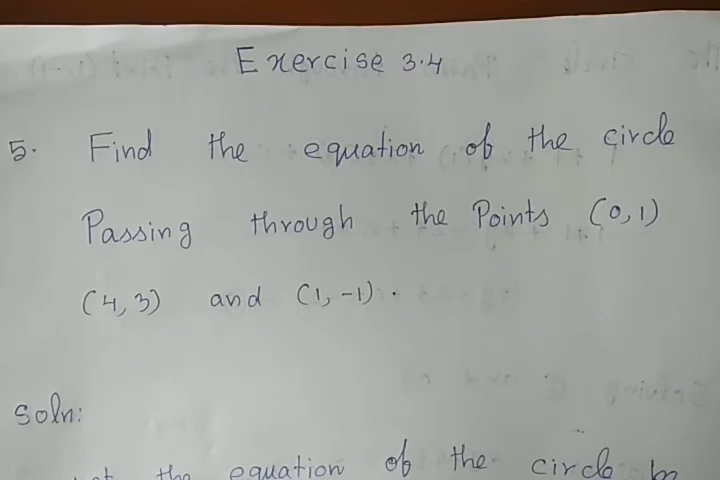 Exercise 3.4
5. Find the equation of the circle
Passing through the Points (0,1)
(4,3) and (1,-1).
Soln:
the equation of the circle be